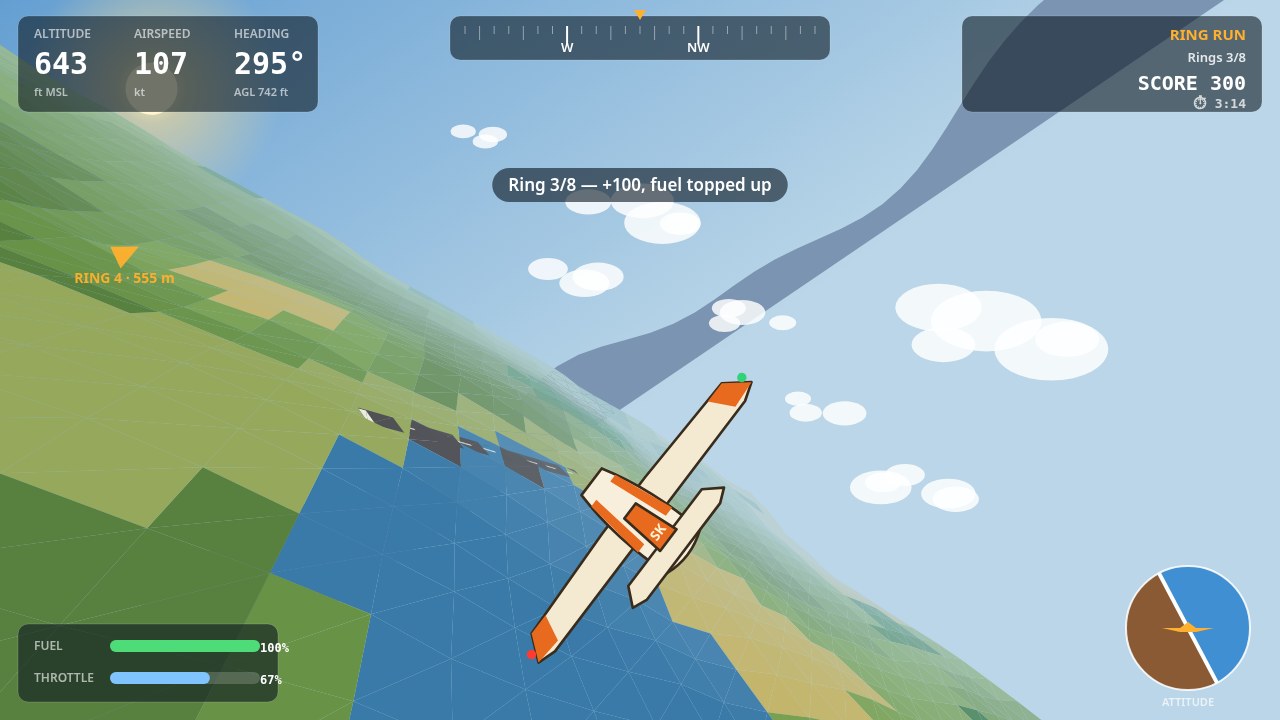 ALTITUDE AIRSPEED HEADING
643 107 295°
ft MSL kt AGL 742 ft
W NW
RING RUN
Rings 3/8
SCORE 300
⏱ 3:14
Ring 3/8 — +100, fuel topped up
RING 4 · 555 m
SK
FUEL 100%
THROTTLE 67%
ATTITUDE